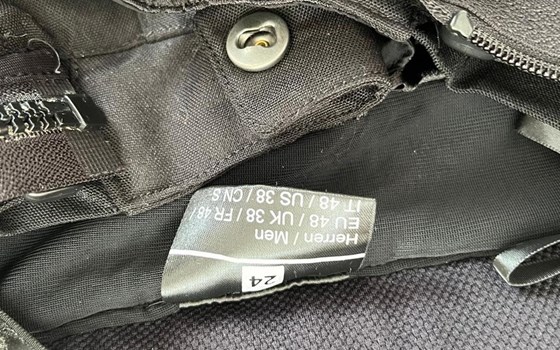 24
Herren / Men
EU 48 / UK 38 / FR 48 /
IT 48 / US 38 / CN S